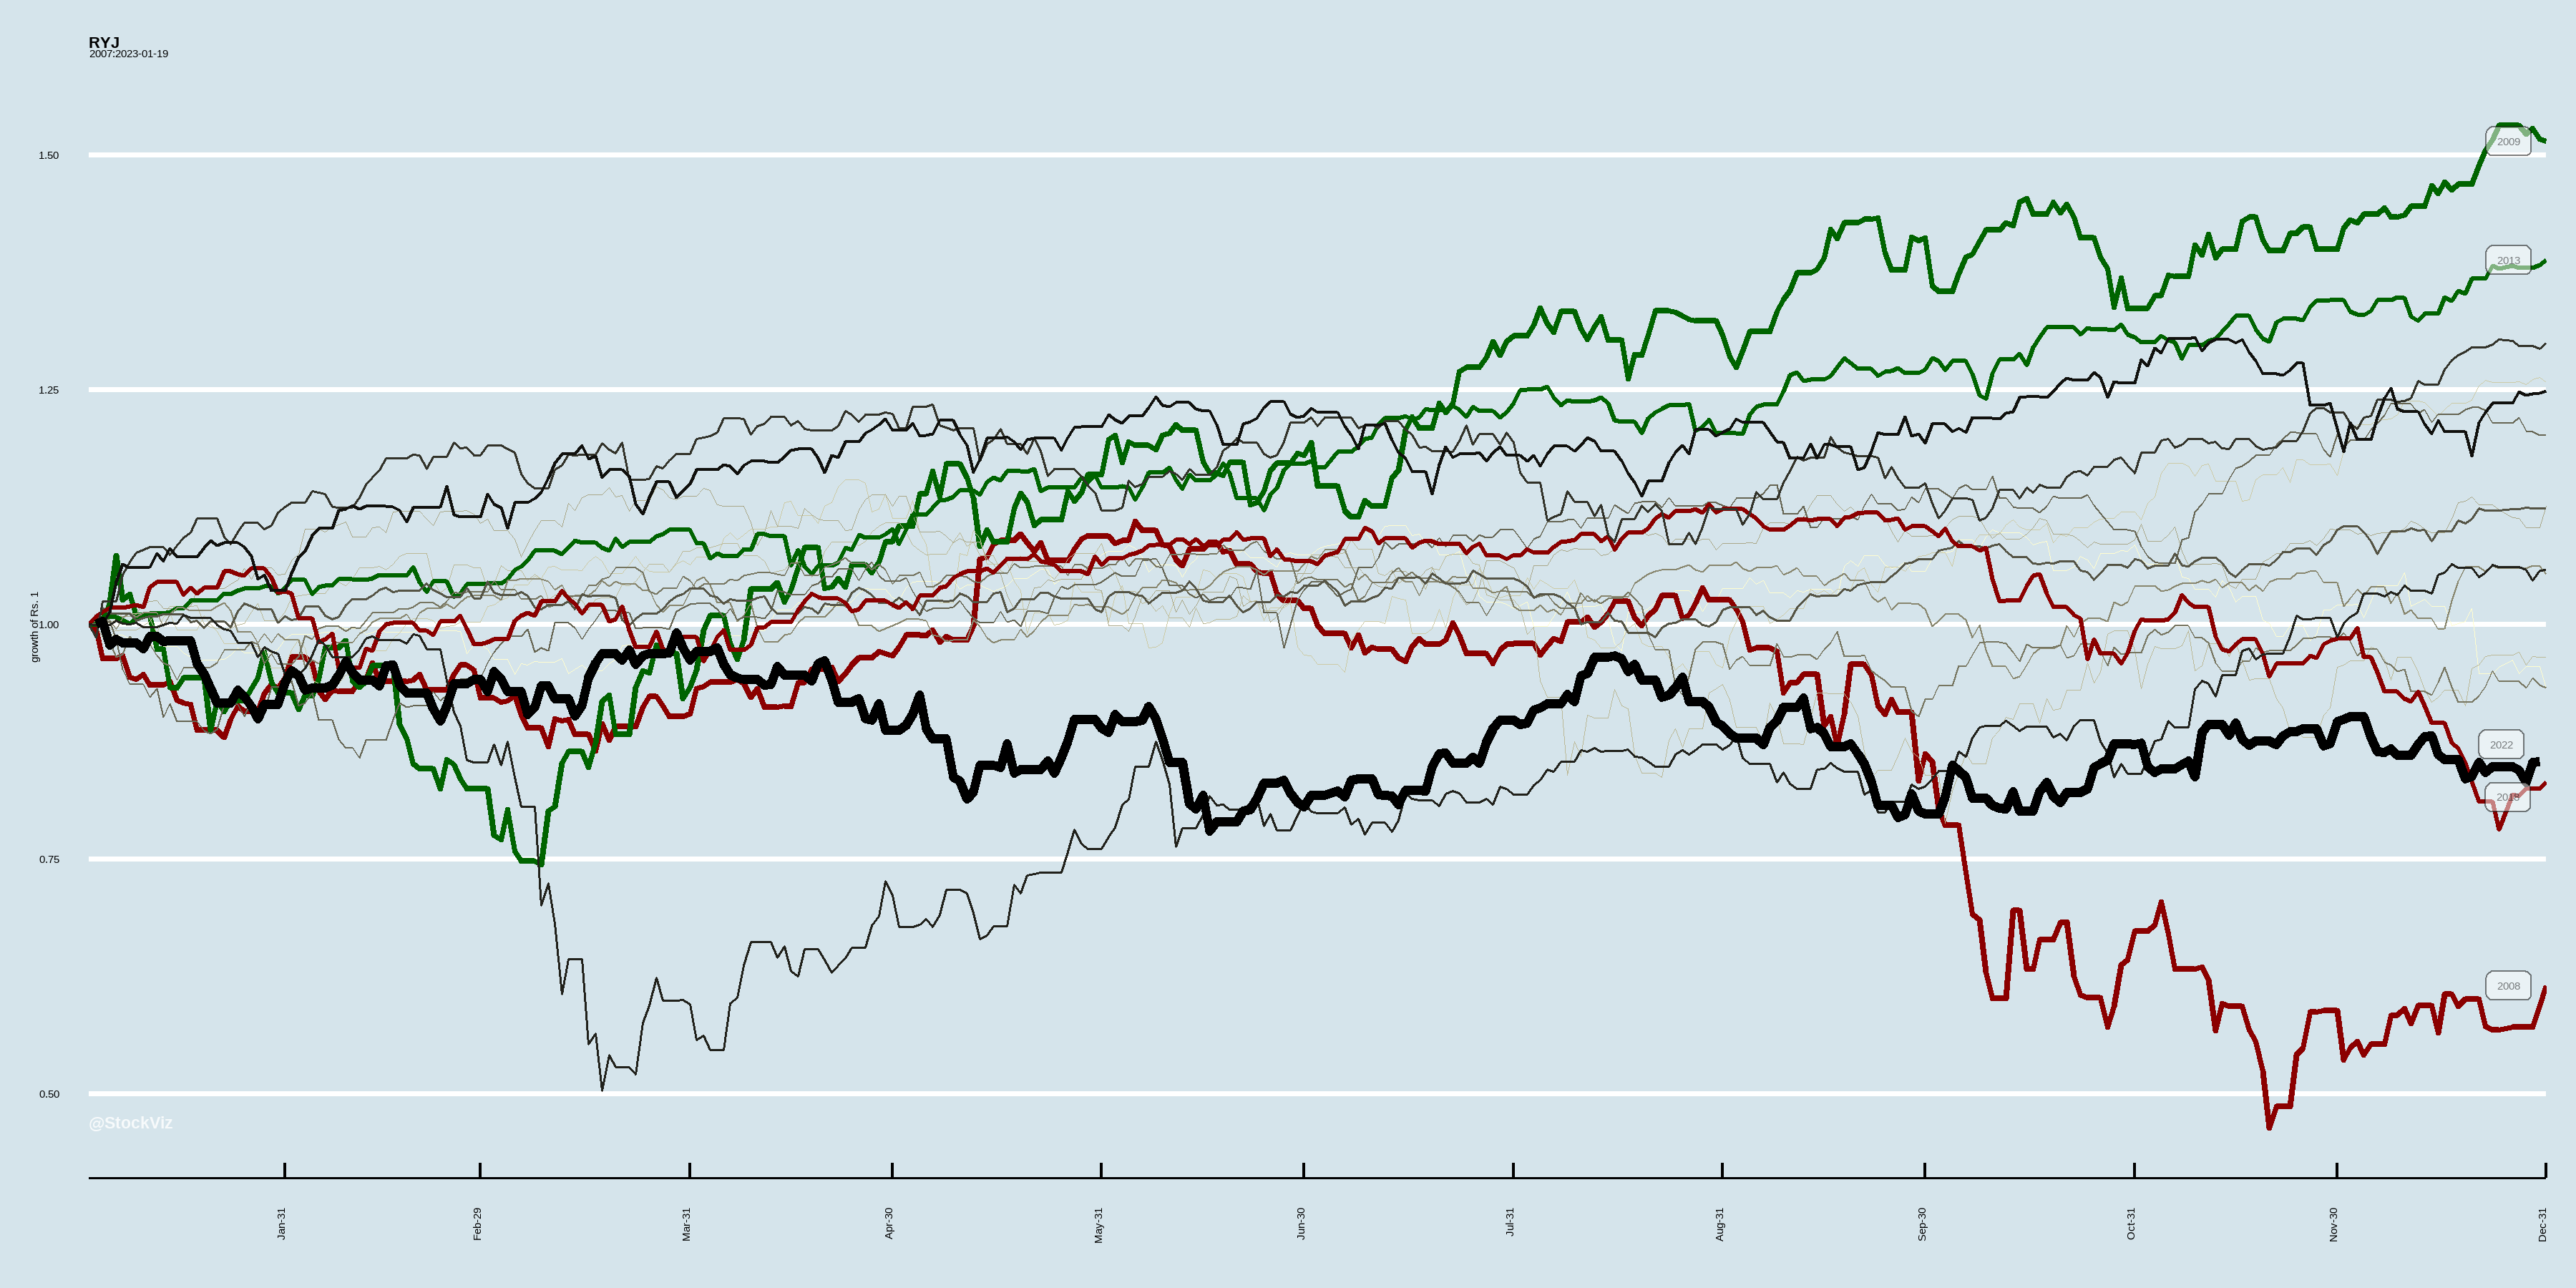 RYJ
2007:2023-01-19
1.50
1.25
1.00
0.75
0.50
growth of Rs. 1
2009
2013
2022
2008
@StockViz
Jan-31
Feb-29
Mar-31
Apr-30
May-31
Jun-30
Jul-31
Aug-31
Sep-30
Oct-31
Nov-30
Dec-31